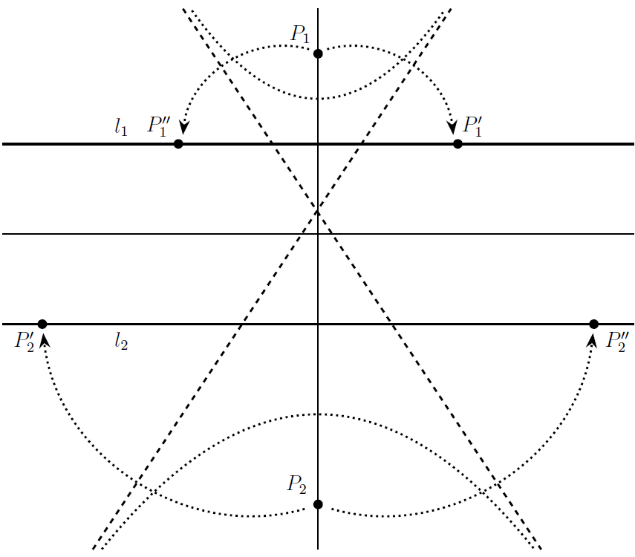 P₁
l₁ P₁″ P₁′
P₂′ l₂ P₂″
P₂